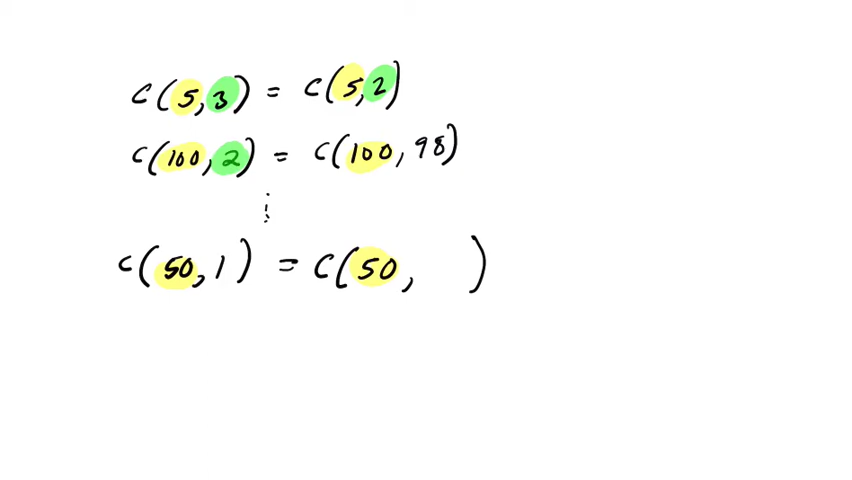 C(5,3) = C(5,2)
C(100,2) = C(100,98)
⋮
C(50,1) = C(50, )